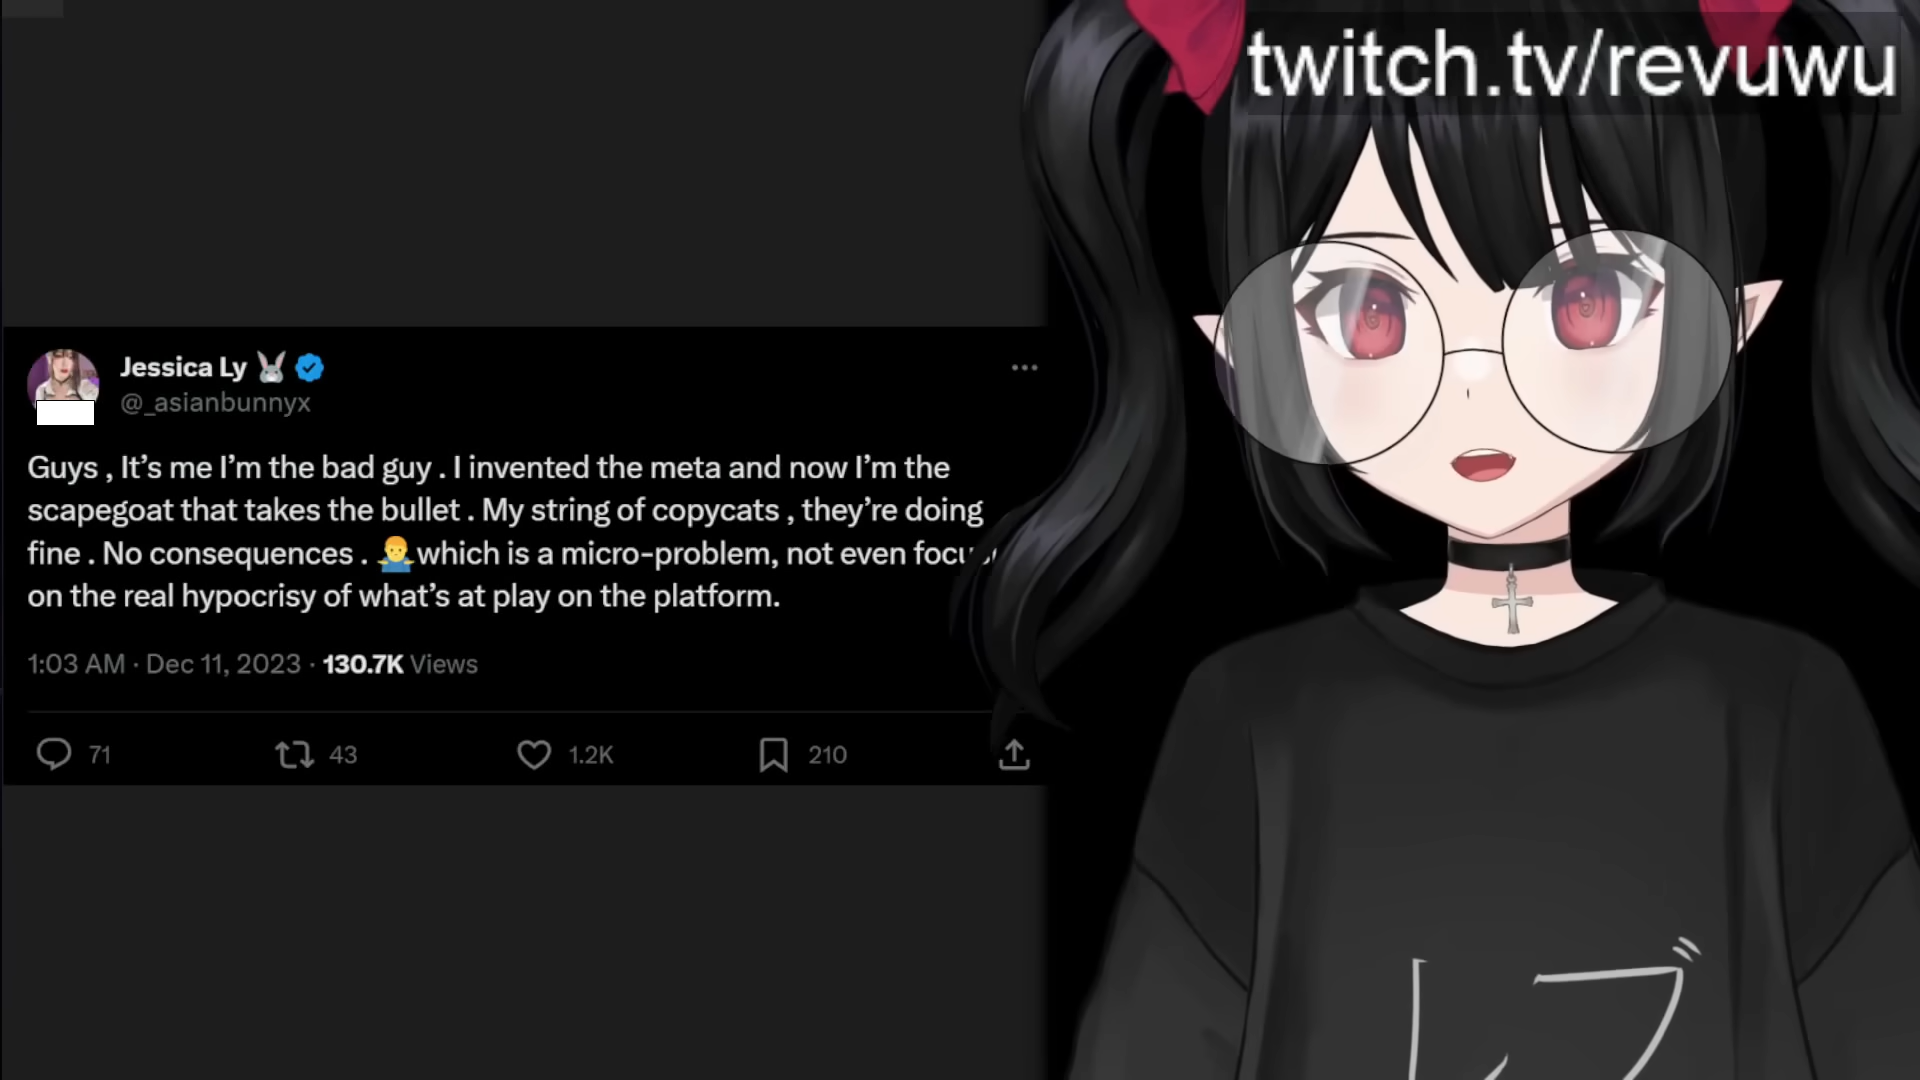 twitch.tv/revuwu
Jessica Ly 🐰
@_asianbunnyx
Guys , It’s me I’m the bad guy . I invented the meta and now I’m the
scapegoat that takes the bullet . My string of copycats , they’re doing
fine . No consequences . 🤷‍♂️which is a micro-problem, not even
on the real hypocrisy of what’s at play on the platform.
1:03 AM · Dec 11, 2023 · 130.7K Views
71 43 1.2K 210
レブ